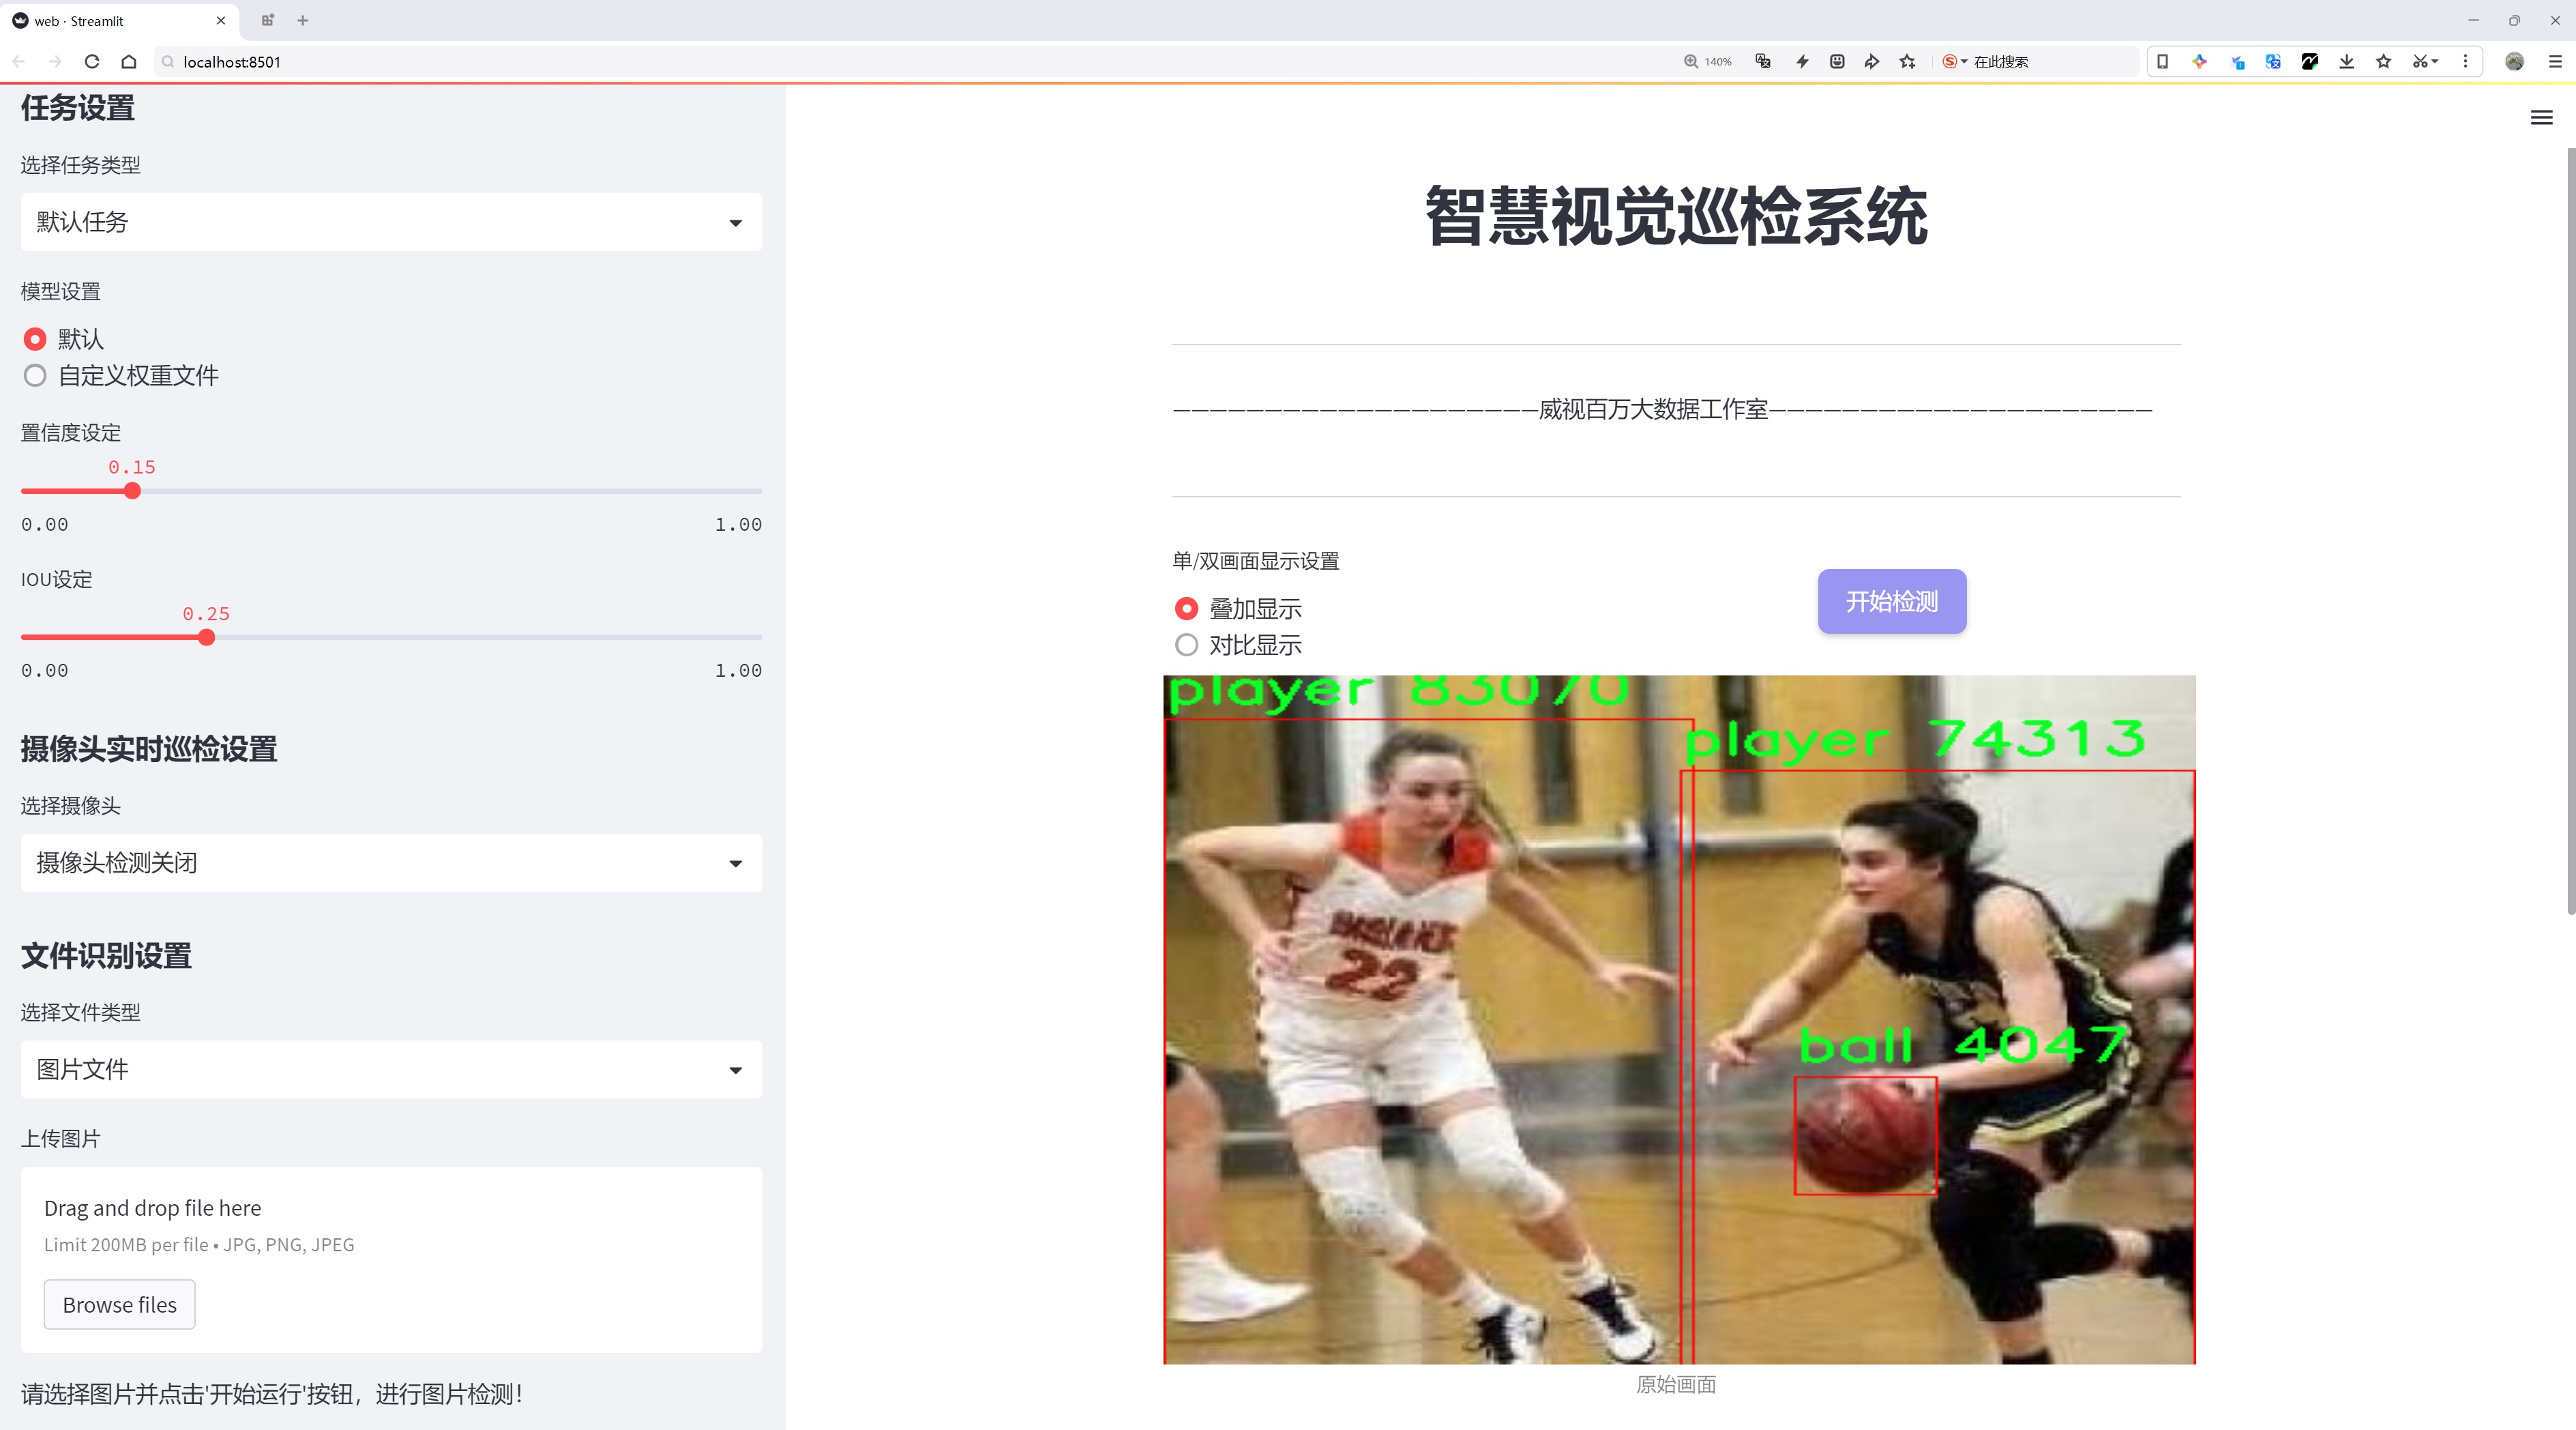 web · Streamlit
localhost:8501
140%
在此搜索
任务设置
选择任务类型
默认任务
模型设置
默认
自定义权重文件
置信度设定
0.15
0.00
1.00
IOU设定
0.25
0.00
1.00
摄像头实时巡检设置
选择摄像头
摄像头检测关闭
文件识别设置
选择文件类型
图片文件
上传图片
Drag and drop file here
Limit 200MB per file • JPG, PNG, JPEG
Browse files
请选择图片并点击'开始运行'按钮，进行图片检测！
智慧视觉巡检系统
————————————————————威视百万大数据工作室—————————————————————
单/双画面显示设置
叠加显示
对比显示
开始检测
player 83070
player 74313
22
ball 4047
原始画面